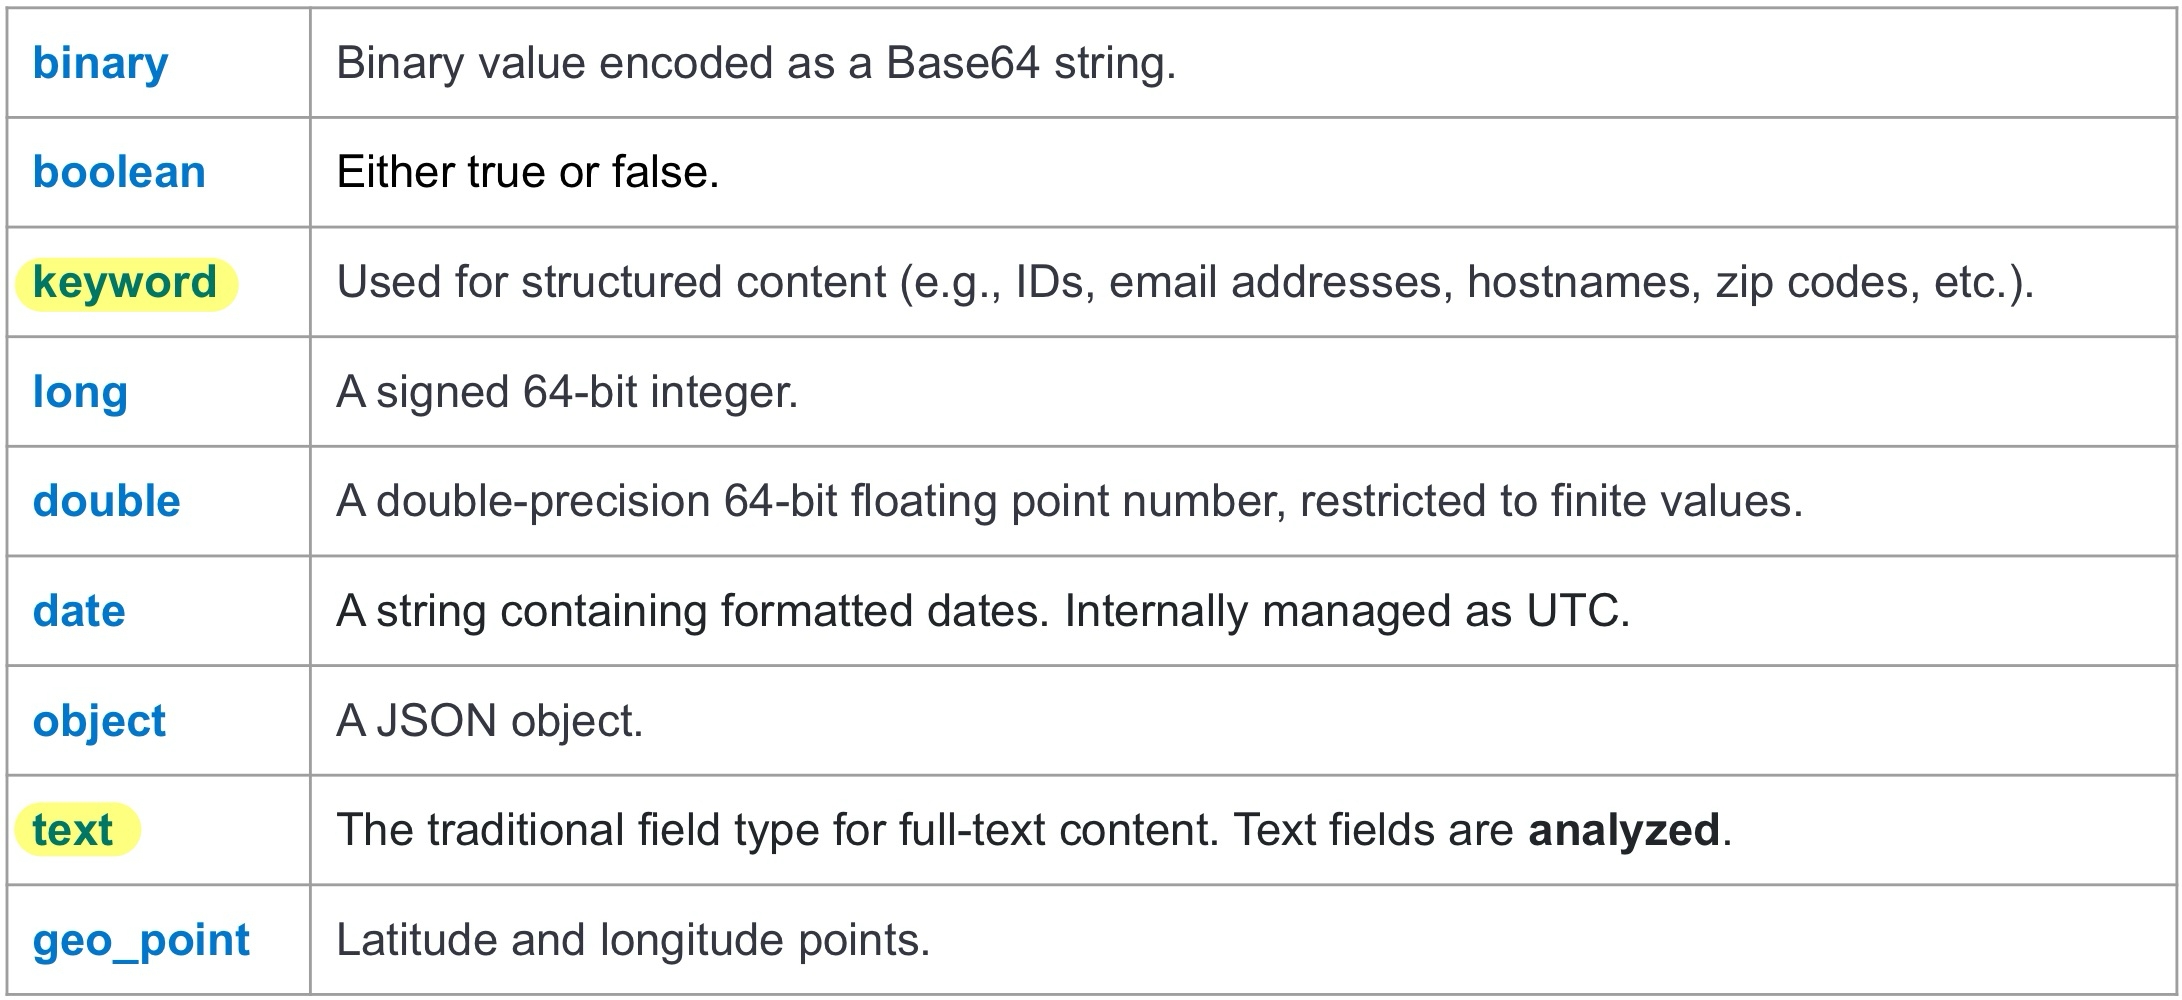 binary Binary value encoded as a Base64 string.
boolean Either true or false.
keyword Used for structured content (e.g., IDs, email addresses, hostnames, zip codes, etc.).
long A signed 64-bit integer.
double A double-precision 64-bit floating point number, restricted to finite values.
date A string containing formatted dates. Internally managed as UTC.
object A JSON object.
text The traditional field type for full-text content. Text fields are analyzed.
geo_point Latitude and longitude points.